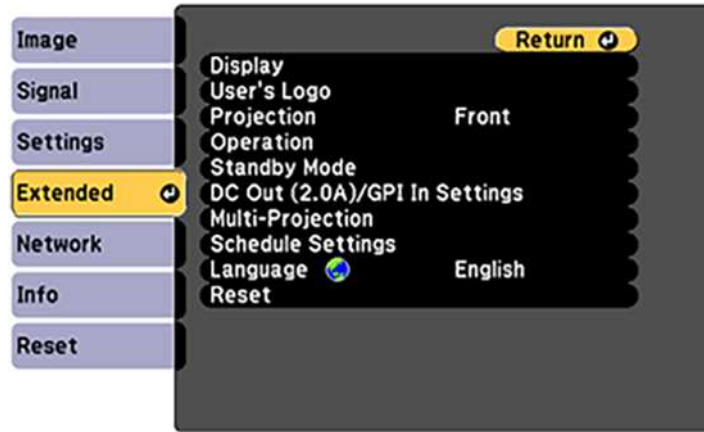 Image
Signal
Settings
Extended
Network
Info
Reset
Return
Display
User's Logo
Projection Front
Operation
Standby Mode
DC Out (2.0A)/GPI In Settings
Multi-Projection
Schedule Settings
Language English
Reset